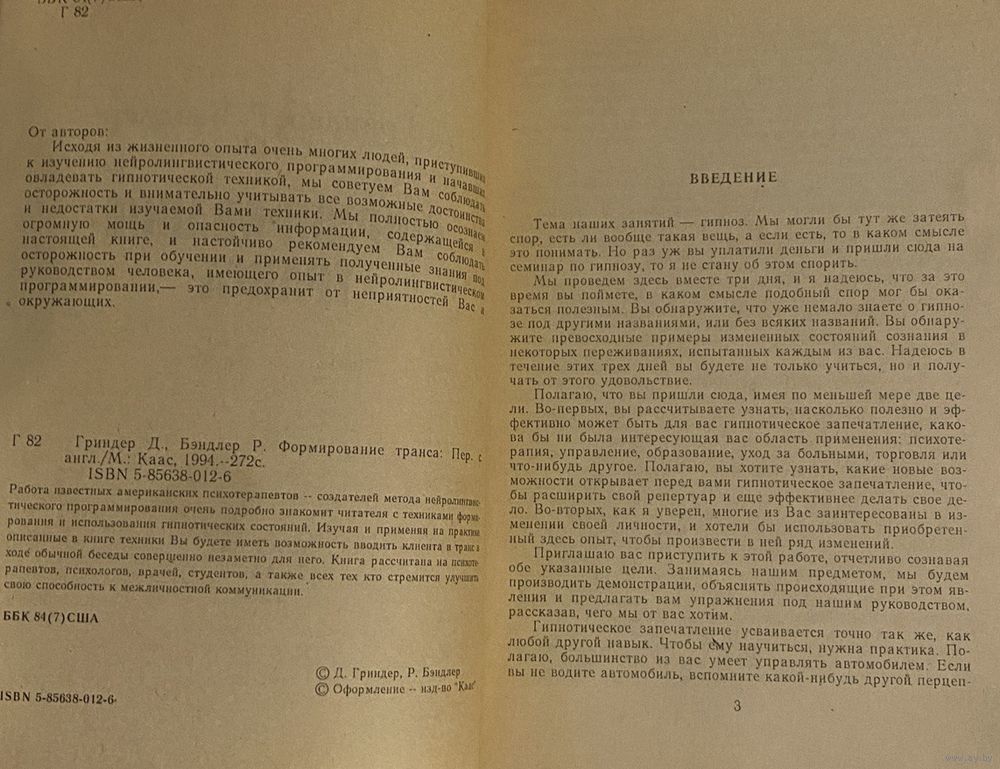 Г 82
От авторов:
Исходя из жизненного опыта очень многих людей, приступивших
к изучению нейролингвистического программирования и начавших
овладевать гипнотической техникой, мы советуем Вам соблюдать
осторожность и внимательно учитывать все возможные достоинства
и недостатки изучаемой Вами техники. Мы полностью осознаем
огромную мощь и опасность информации, содержащейся в
настоящей книге, и настойчиво рекомендуем Вам соблюдать
осторожность при обучении и применять полученные знания под
руководством человека, имеющего опыт в нейролингвистическом
программировании,— это предохранит от неприятностей Вас и
окружающих.
Г 82 Гриндер Д., Бэндлер Р. Формирование транса: Пер. с
англ./М.: Каас, 1994.--272с.
ISBN 5-85638-012-6
Работа известных американских психотерапевтов -- создателей метода нейролингвис-
тического программирования очень подробно знакомит читателя с техниками форми-
рования и использования гипнотических состояний. Изучая и применяя на практике
описанные в книге техники Вы будете иметь возможность вводить клиента в транс в
ходе обычной беседы совершенно незаметно для него. Книга рассчитана на психоте-
рапевтов, психологов, врачей, студентов, а также всех тех кто стремится улучшить
свою способность к межличностной коммуникации.
ББК 84(7)США
© Д. Гриндер, Р. Бэндлер
© Оформление -- изд-во "Каас"
ISBN 5-85638-012-6
ВВЕДЕНИЕ
Тема наших занятий — гипноз. Мы могли бы тут же затеять
спор, есть ли вообще такая вещь, а если есть, то в каком смысле
это понимать. Но раз уж вы уплатили деньги и пришли сюда на
семинар по гипнозу, то я не стану об этом спорить.
Мы проведем здесь вместе три дня, и я надеюсь, что за это
время вы поймете, в каком смысле подобный спор мог бы ока-
заться полезным. Вы обнаружите, что уже немало знаете о гипно-
зе под другими названиями, или без всяких названий. Вы обнару-
жите превосходные примеры измененных состояний сознания в
некоторых переживаниях, испытанных каждым из вас. Надеюсь в
течение этих трех дней вы будете не только учиться, но и полу-
чать от этого удовольствие.
Полагаю, что вы пришли сюда, имея по меньшей мере две це-
ли. Во-первых, вы рассчитываете узнать, насколько полезно и эф-
фективно может быть для вас гипнотическое запечатление, како-
ва бы ни была интересующая вас область применения: психоте-
рапия, управление, образование, уход за больными, торговля или
что-нибудь другое. Полагаю, вы хотите узнать, какие новые воз-
можности открывает перед вами гипнотическое запечатление, что-
бы расширить свой репертуар и еще эффективнее делать свое де-
ло. Во-вторых, как я уверен, многие из Вас заинтересованы в из-
менении своей личности, и хотели бы использовать приобретен-
ный здесь опыт, чтобы произвести в ней ряд изменений.
Приглашаю вас приступить к этой работе, отчетливо сознавая
обе указанные цели. Занимаясь нашим предметом, мы будем
производить демонстрации, объяснять происходящие при этом яв-
ления и предлагать вам упражнения под нашим руководством,
рассказав, чего мы от вас хотим.
Гипнотическое запечатление усваивается точно так же, как
любой другой навык. Чтобы ему научиться, нужна практика. По-
лагаю, большинство из вас умеет управлять автомобилем. Если
вы не водите автомобиль, вспомните какой-нибудь другой перцеп-
3
www.ay.by